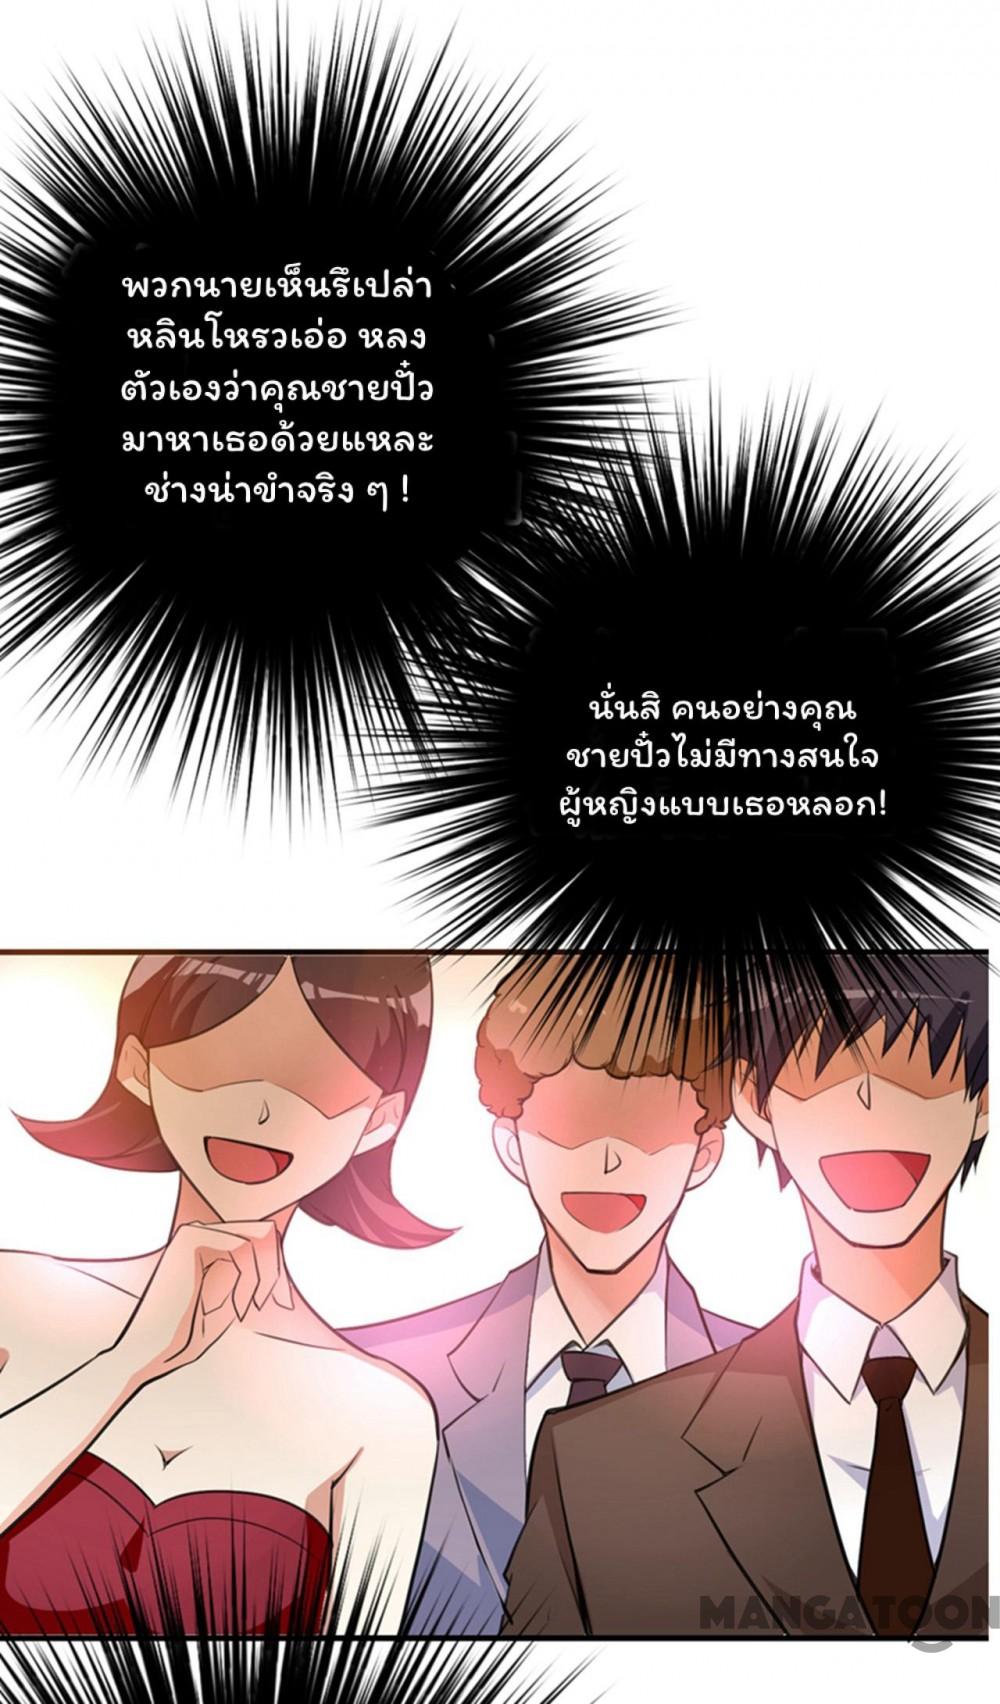 พวกนายเห็นรึเปล่า
หลินโหรวเอ่อ หลง
ตัวเองว่าคุณชายปั๋ว
มาหาเธอด้วยแหละ
ช่างน่าขำจริง ๆ !
นั่นสิ คนอย่างคุณ
ชายปั๋วไม่มีทางสนใจ
ผู้หญิงแบบเธอหลอก!
MANGATOON